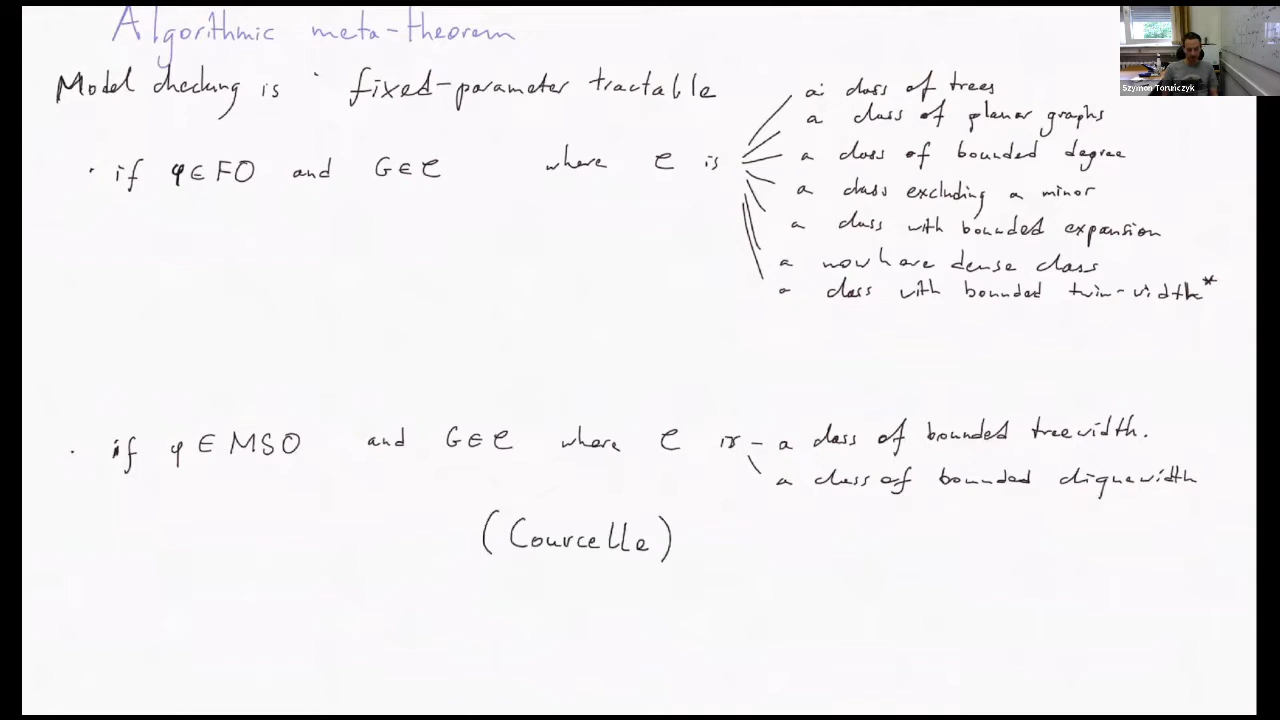 Algorithmic meta-theorem
Model checking is fixed-parameter tractable
· if φ ∈ FO and G ∈ C where C is
a class of trees
a class of planar graphs
a class of bounded degree
a class excluding a minor
a class with bounded expansion
a nowhere dense class
a class with bounded twin-width*
· if φ ∈ MSO and G ∈ C where C is - a class of bounded treewidth.
a class of bounded cliquewidth
(Courcelle)
Szymon Toruńczyk